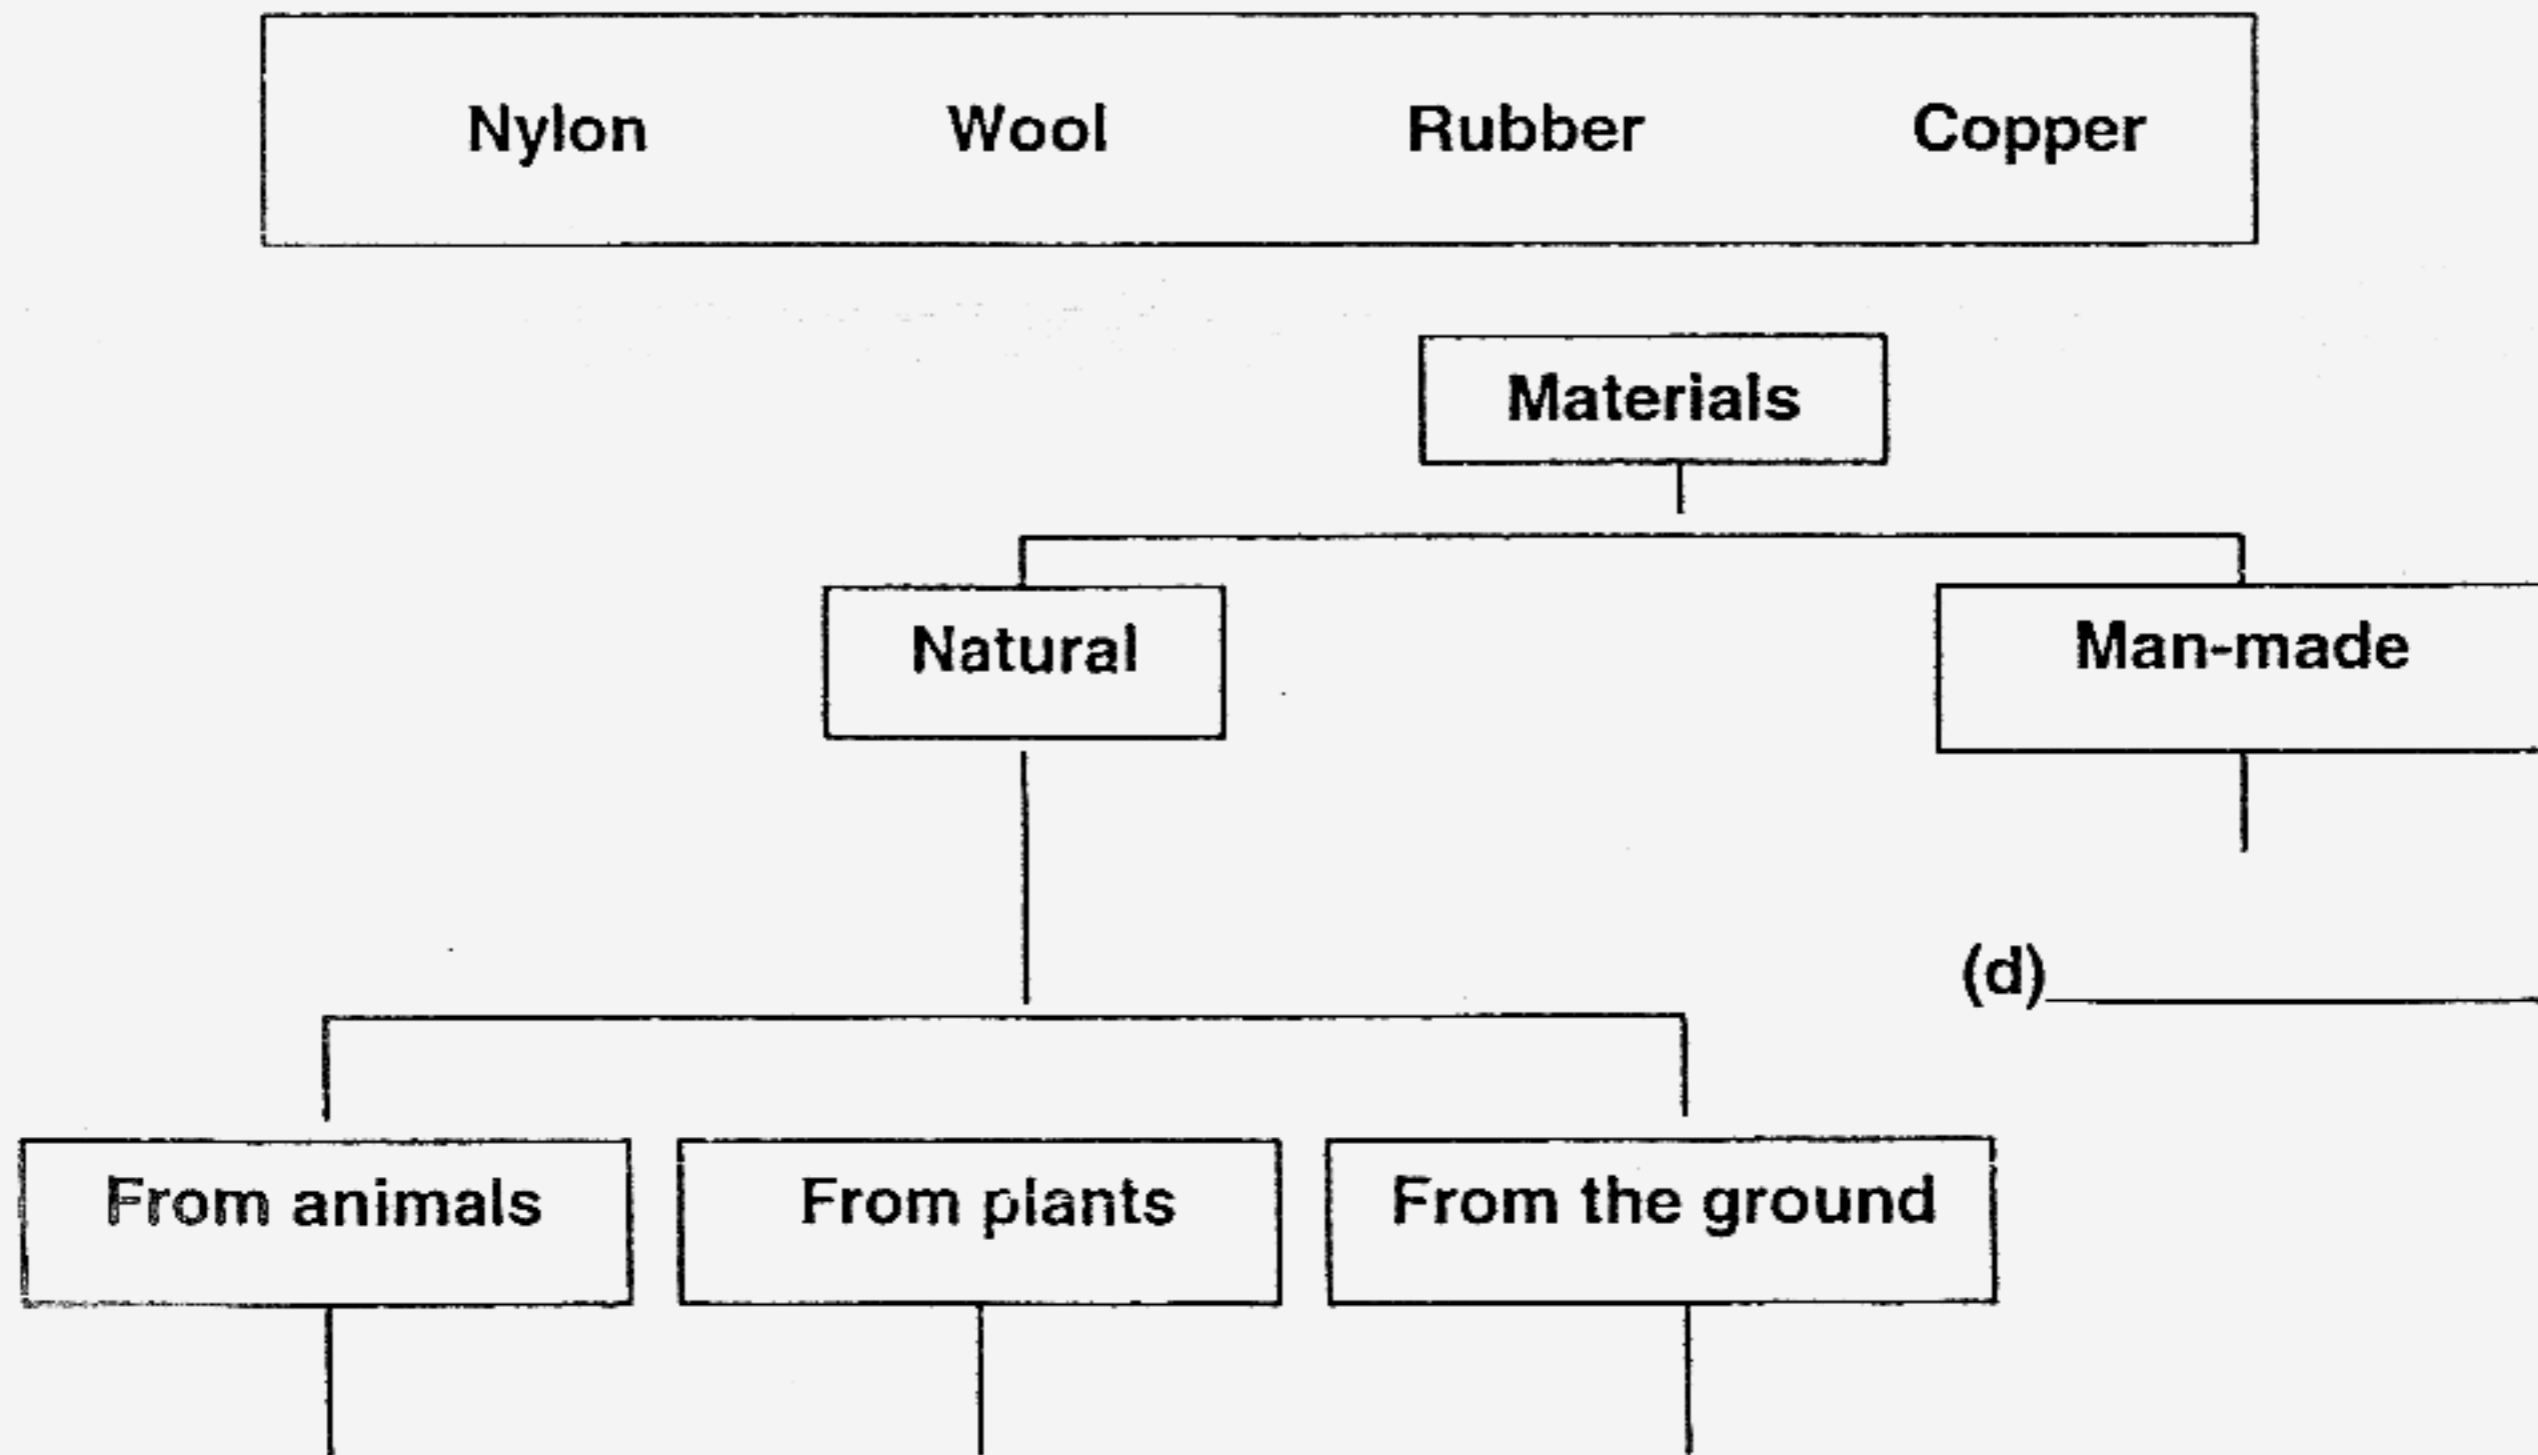 Nylon Wool Rubber Copper
Materials
Natural Man-made
(d)
From animals From plants From the ground